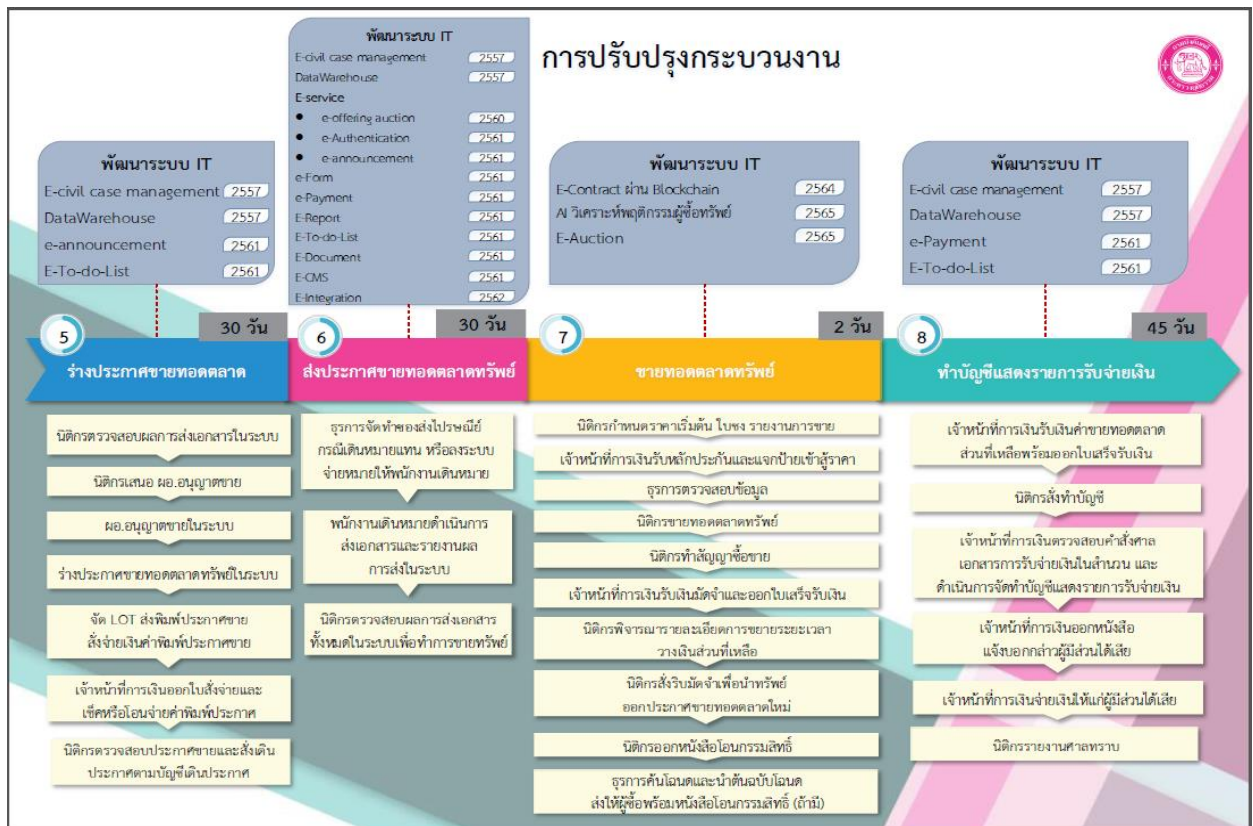 การปรับปรุงกระบวนงาน
พัฒนาระบบ IT
E-civil case management 2557
DataWarehouse 2557
e-announcement 2561
E-To-do-List 2561
พัฒนาระบบ IT
E-civil case management 2557
DataWarehouse 2557
E-service
• e-offering auction 2560
• e-Authentication 2561
• e-announcement 2561
e-Form 2561
e-Payment 2561
E-Report 2561
E-To-do-List 2561
E-Document 2561
E-CMS 2561
E-Integration 2562
พัฒนาระบบ IT
E-Contract ผ่าน Blockchain 2564
AI วิเคราะห์พฤติกรรมผู้ซื้อทรัพย์ 2565
E-Auction 2565
พัฒนาระบบ IT
E-civil case management 2557
DataWarehouse 2557
e-Payment 2561
E-To-do-List 2561
5
30 วัน
ร่างประกาศขายทอดตลาด
นิติกรตรวจสอบผลการส่งเอกสารในระบบ
นิติกรเสนอ ผอ.อนุญาตขาย
ผอ.อนุญาตขายในระบบ
ร่างประกาศขายทอดตลาดทรัพย์ในระบบ
จัด LOT ส่งพิมพ์ประกาศขาย
สั่งจ่ายเงินค่าพิมพ์ประกาศขาย
เจ้าหน้าที่การเงินออกใบสั่งจ่ายและ
เช็คหรือโอนจ่ายค่าพิมพ์ประกาศ
นิติกรตรวจสอบประกาศขายและสั่งเดิน
ประกาศตามบัญชีเดินประกาศ
6
30 วัน
ส่งประกาศขายทอดตลาดทรัพย์
ธุรการจัดทำซองส่งไปรษณีย์
กรณีเดินหมายแทน หรือลงระบบ
จ่ายหมายให้พนักงานเดินหมาย
พนักงานเดินหมายดำเนินการ
ส่งเอกสารและรายงานผล
การส่งในระบบ
นิติกรตรวจสอบผลการส่งเอกสาร
ทั้งหมดในระบบเพื่อทำการขายทรัพย์
7
2 วัน
ขายทอดตลาดทรัพย์
นิติกรกำหนดราคาเริ่มต้น ใบชง รายงานการขาย
เจ้าหน้าที่การเงินรับหลักประกันและแจกป้ายเข้าสู้ราคา
ธุรการตรวจสอบข้อมูล
นิติกรขายทอดตลาดทรัพย์
นิติกรทำสัญญาซื้อขาย
เจ้าหน้าที่การเงินรับเงินมัดจำและออกใบเสร็จรับเงิน
นิติกรพิจารณารายละเอียดการขยายระยะเวลา
วางเงินส่วนที่เหลือ
นิติกรสั่งริบมัดจำเพื่อนำทรัพย์
ออกประกาศขายทอดตลาดใหม่
นิติกรออกหนังสือโอนกรรมสิทธิ์
ธุรการค้นโฉนดและนำต้นฉบับโฉนด
ส่งให้ผู้ซื้อพร้อมหนังสือโอนกรรมสิทธิ์ (ถ้ามี)
8
45 วัน
ทำบัญชีแสดงรายการรับจ่ายเงิน
เจ้าหน้าที่การเงินรับเงินค่าขายทอดตลาด
ส่วนที่เหลือพร้อมออกใบเสร็จรับเงิน
นิติกรสั่งทำบัญชี
เจ้าหน้าที่การเงินตรวจสอบคำสั่งศาล
เอกสารการรับจ่ายเงินในสำนวน และ
ดำเนินการจัดทำบัญชีแสดงรายการรับจ่ายเงิน
เจ้าหน้าที่การเงินออกหนังสือ
แจ้งบอกกล่าวผู้มีส่วนได้เสีย
เจ้าหน้าที่การเงินจ่ายเงินให้แก่ผู้มีส่วนได้เสีย
นิติกรรายงานศาลทราบ